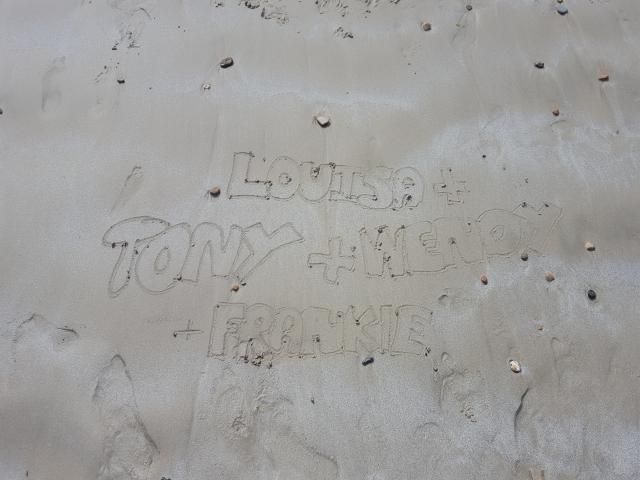 LOUISA +
TONY + WENDY
+ FRANKIE